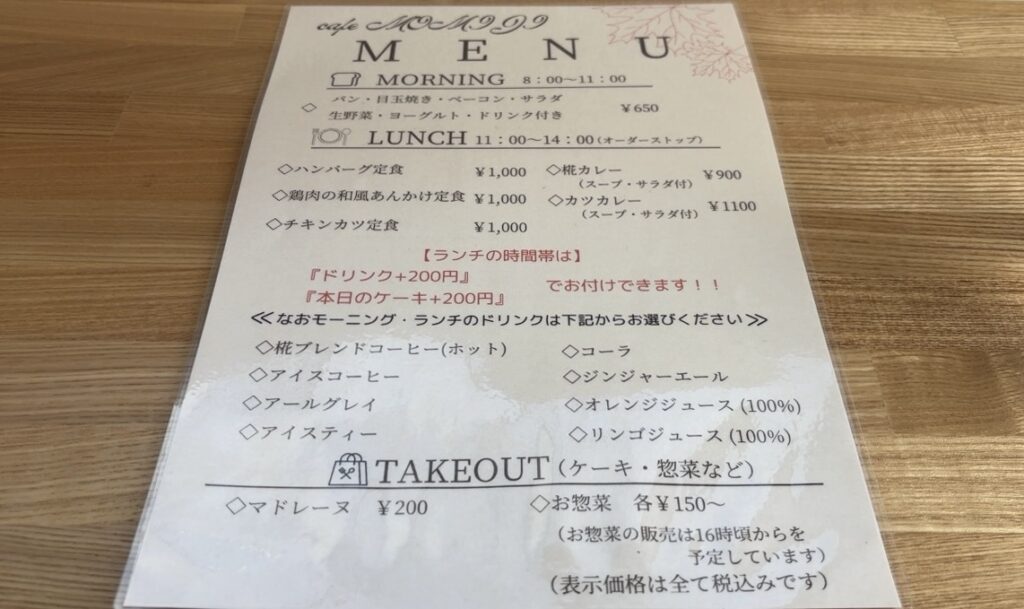 cafe MOMIJI
MENU
MORNING 8：00〜11：00
◇ パン・目玉焼き・ベーコン・サラダ
生野菜・ヨーグルト・ドリンク付き ￥650
LUNCH 11：00〜14：00（オーダーストップ）
◇ハンバーグ定食 ￥1,000
◇鶏肉の和風あんかけ定食 ￥1,000
◇チキンカツ定食 ￥1,000
◇椛カレー ￥900
（スープ・サラダ付）
◇カツカレー ￥1100
（スープ・サラダ付）
【ランチの時間帯は】
『ドリンク+200円』
『本日のケーキ+200円』
でお付けできます！！
≪なおモーニング・ランチのドリンクは下記からお選びください≫
◇椛ブレンドコーヒー(ホット)
◇アイスコーヒー
◇アールグレイ
◇アイスティー
◇コーラ
◇ジンジャーエール
◇オレンジジュース (100%)
◇リンゴジュース (100%)
TAKEOUT（ケーキ・惣菜など）
◇マドレーヌ ￥200
◇お惣菜 各￥150〜
（お惣菜の販売は16時頃からを
予定しています）
（表示価格は全て税込みです）